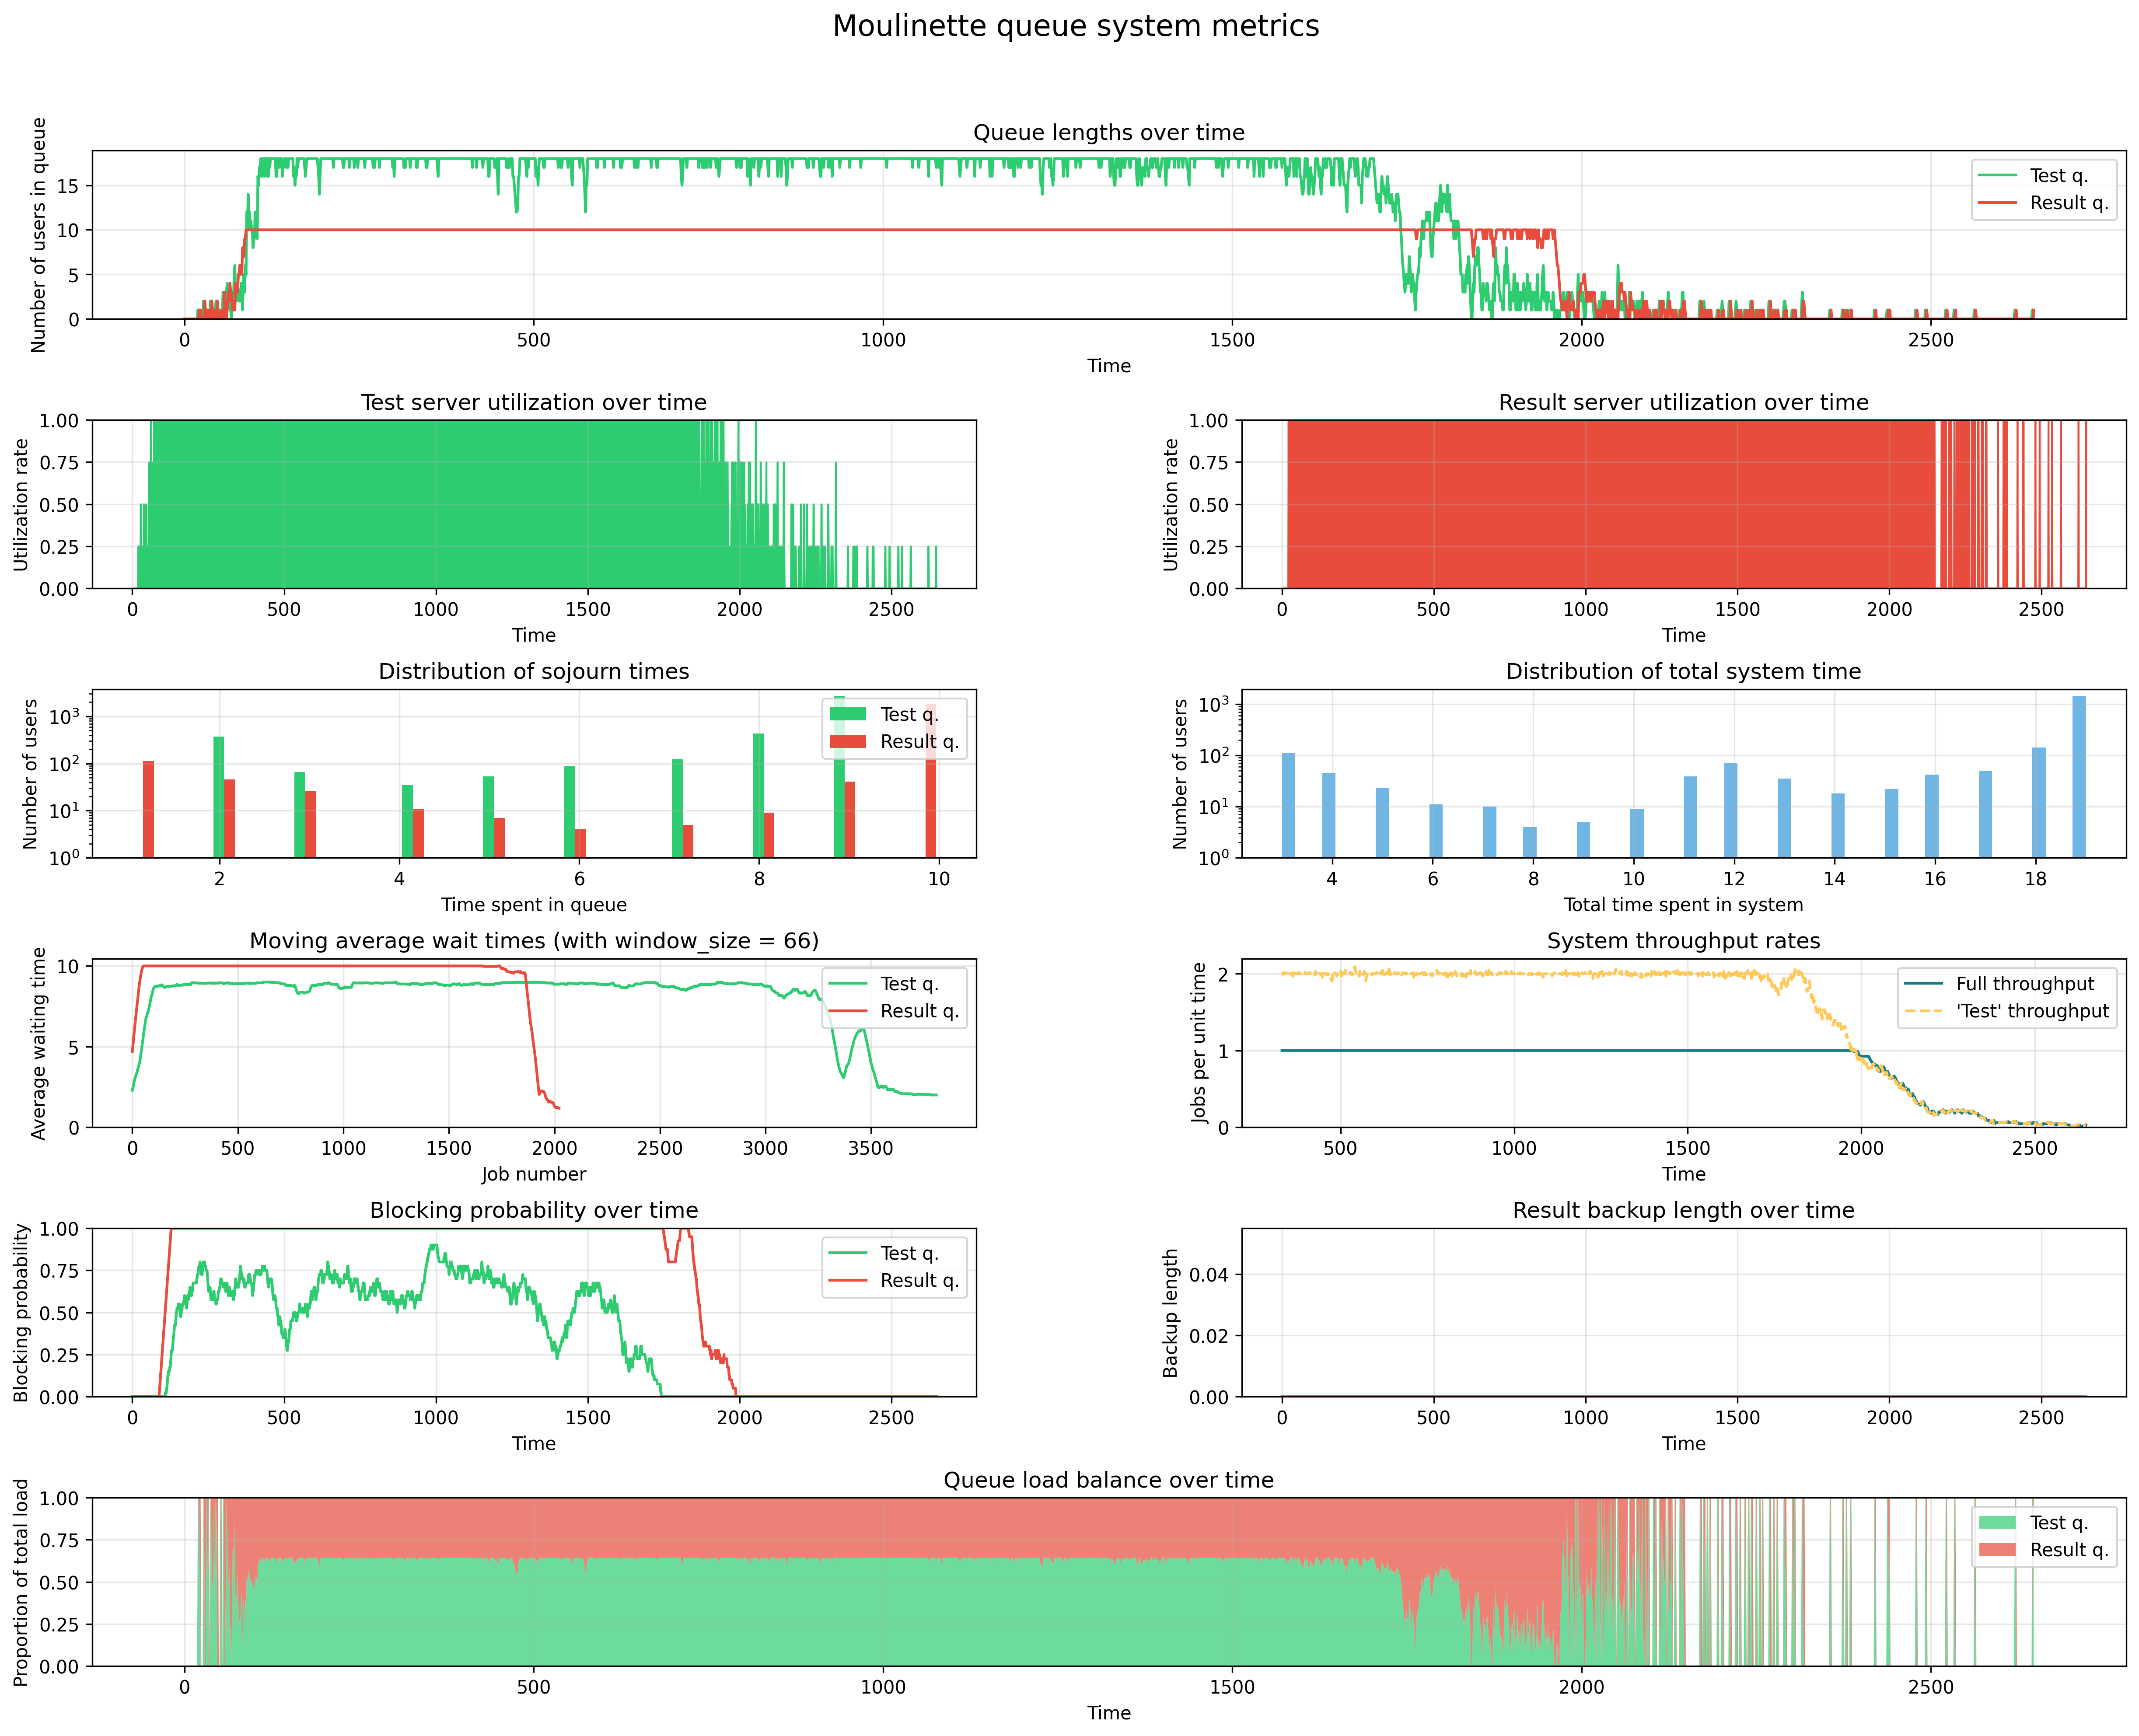 Moulinette queue system metrics
Queue lengths over time
Number of users in queue
15
10
5
0
Test q.
Result q.
0 500 1000 1500 2000 2500
Time
Test server utilization over time
Utilization rate
1.00
0.75
0.50
0.25
0.00
0 500 1000 1500 2000 2500
Time
Result server utilization over time
Utilization rate
1.00
0.75
0.50
0.25
0.00
0 500 1000 1500 2000 2500
Time
Distribution of sojourn times
Number of users
10³
10²
10¹
10⁰
Test q.
Result q.
2 4 6 8 10
Time spent in queue
Distribution of total system time
Number of users
10³
10²
10¹
10⁰
4 6 8 10 12 14 16 18
Total time spent in system
Moving average wait times (with window_size = 66)
Average waiting time
10
5
0
Test q.
Result q.
0 500 1000 1500 2000 2500 3000 3500
Job number
System throughput rates
Jobs per unit time
2
1
0
Full throughput
'Test' throughput
500 1000 1500 2000 2500
Time
Blocking probability over time
Blocking probability
1.00
0.75
0.50
0.25
0.00
Test q.
Result q.
0 500 1000 1500 2000 2500
Time
Result backup length over time
Backup length
0.04
0.02
0.00
0 500 1000 1500 2000 2500
Time
Queue load balance over time
Proportion of total load
1.00
0.75
0.50
0.25
0.00
Test q.
Result q.
0 500 1000 1500 2000 2500
Time